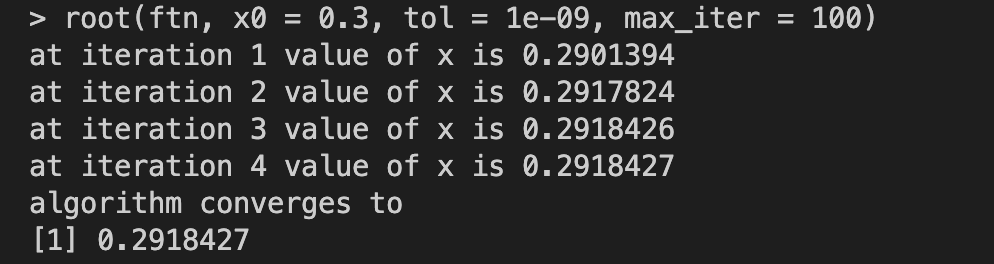 > root(ftn, x0 = 0.3, tol = 1e-09, max_iter = 100)
at iteration 1 value of x is 0.2901394
at iteration 2 value of x is 0.2917824
at iteration 3 value of x is 0.2918426
at iteration 4 value of x is 0.2918427
algorithm converges to
[1] 0.2918427